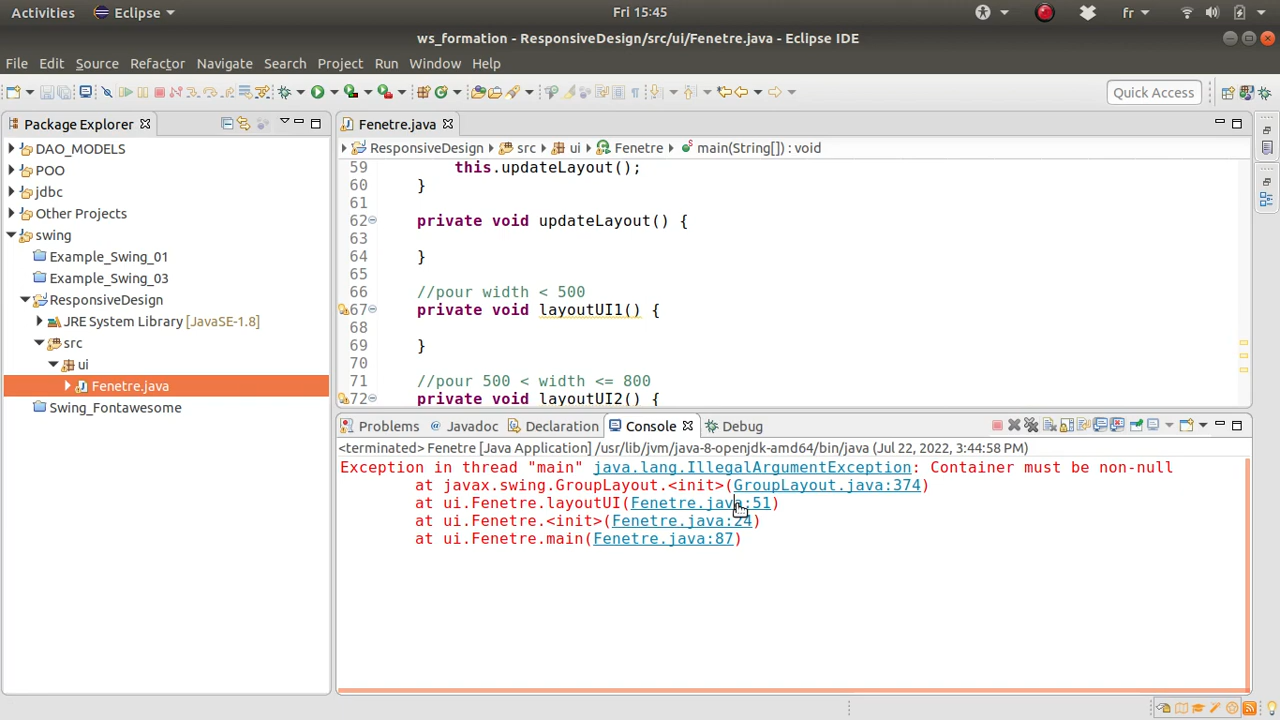 Activities Eclipse Fri 15:45 fr
ws_formation - ResponsiveDesign/src/ui/Fenetre.java - Eclipse IDE
File Edit Source Refactor Navigate Search Project Run Window Help
Quick Access
Package Explorer
DAO_MODELS
POO
jdbc
Other Projects
swing
Example_Swing_01
Example_Swing_03
ResponsiveDesign
JRE System Library [JavaSE-1.8]
src
ui
Fenetre.java
Swing_Fontawesome
Fenetre.java
ResponsiveDesign src ui Fenetre main(String[]) : void
59 this.updateLayout();
60 }
61
62 private void updateLayout() {
63
64 }
65
66 //pour width < 500
67 private void layoutUI1() {
68
69 }
70
71 //pour 500 < width <= 800
72 private void layoutUI2() {
Problems Javadoc Declaration Console Debug
<terminated> Fenetre [Java Application] /usr/lib/jvm/java-8-openjdk-amd64/bin/java (Jul 22, 2022, 3:44:58 PM)
Exception in thread "main" java.lang.IllegalArgumentException: Container must be non-null
at javax.swing.GroupLayout.<init>(GroupLayout.java:374)
at ui.Fenetre.layoutUI(Fenetre.java:51)
at ui.Fenetre.<init>(Fenetre.java:24)
at ui.Fenetre.main(Fenetre.java:87)